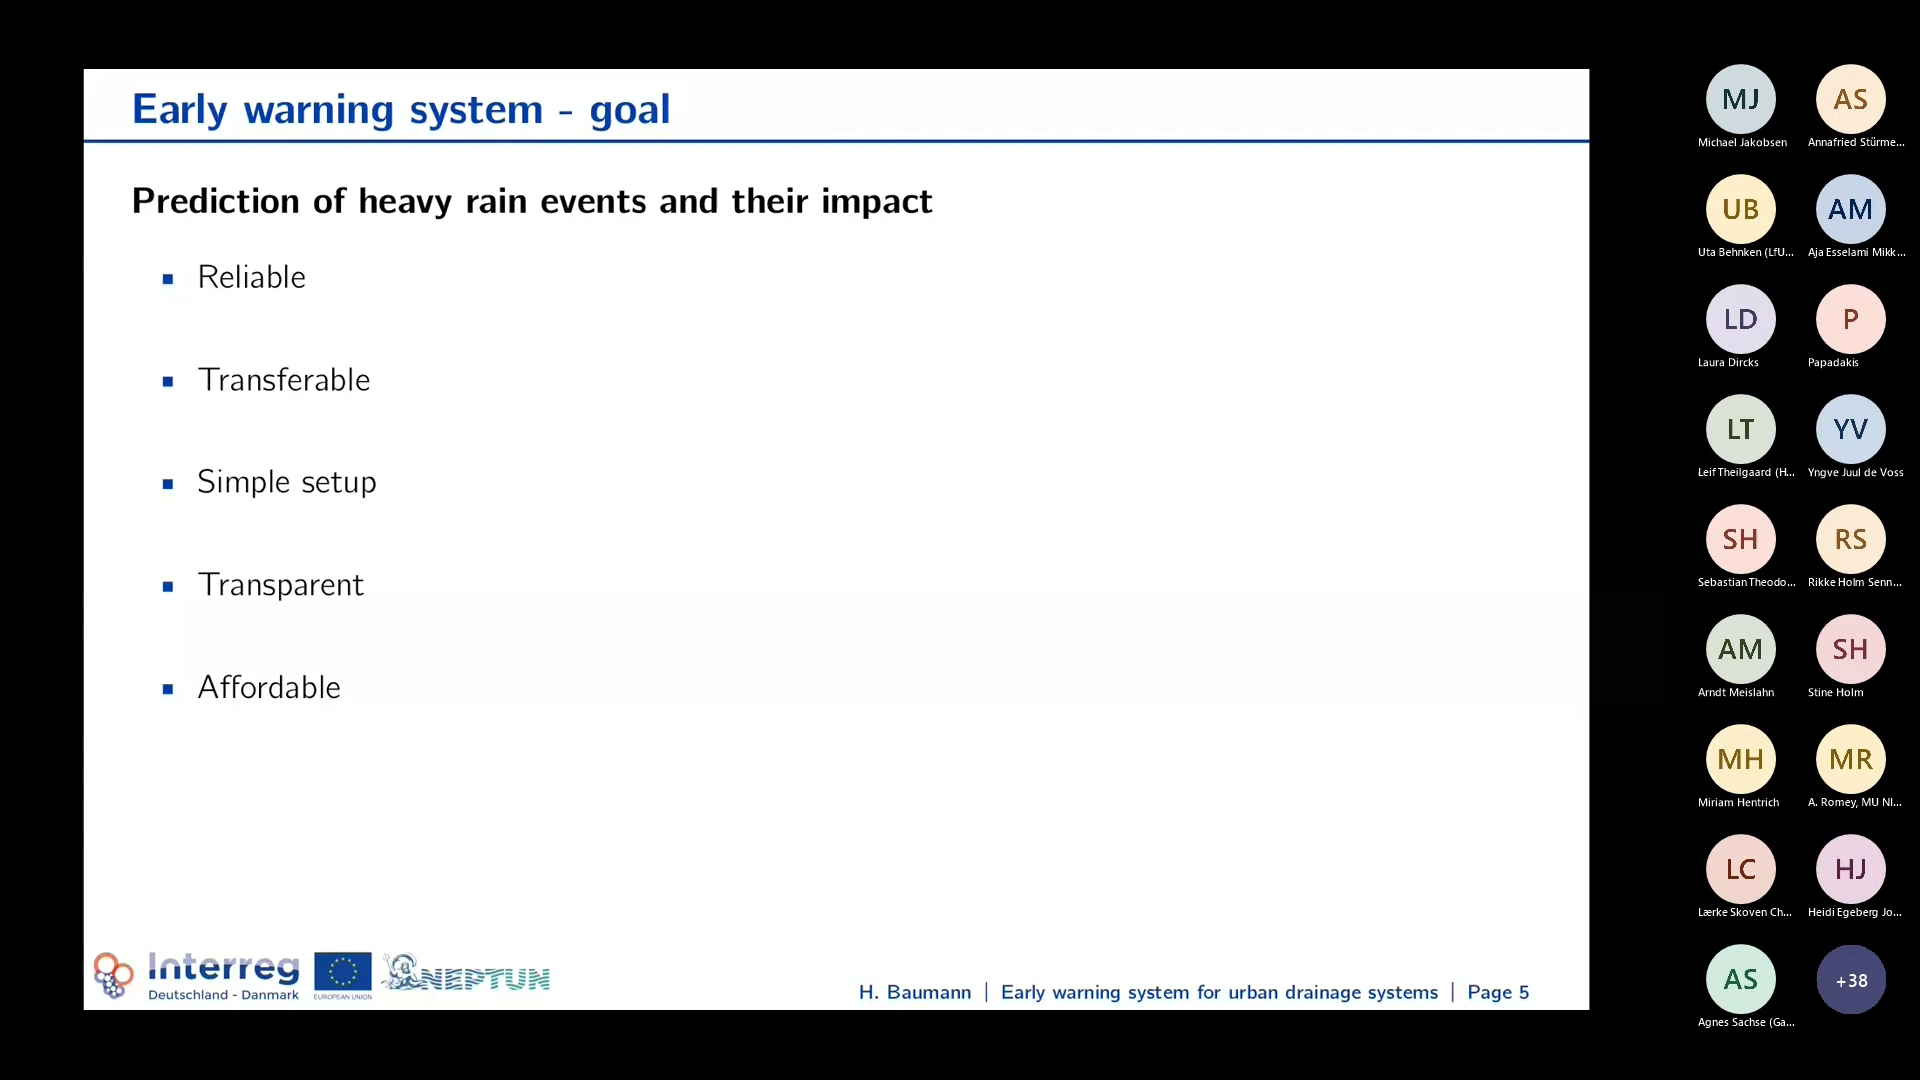 Early warning system - goal
Prediction of heavy rain events and their impact
Reliable
Transferable
Simple setup
Transparent
Affordable
Interreg
Deutschland - Danmark
EUROPEAN UNION
NEPTUN
H. Baumann | Early warning system for urban drainage systems | Page 5
MJ
Michael Jakobsen
AS
Annafried Stürme...
UB
Uta Behnken (LfU...
AM
Aja Esselami Mikk...
LD
Laura Dircks
P
Papadakis
LT
Leif Theilgaard (H...
YV
Yngve Juul de Voss
SH
Sebastian Theodo...
RS
Rikke Holm Senn...
AM
Arndt Meislahn
SH
Stine Holm
MH
Miriam Hentrich
MR
A. Romey, MU NI...
LC
Lærke Skoven Ch...
HJ
Heidi Egeberg Jo...
AS
Agnes Sachse (Ga...
+38